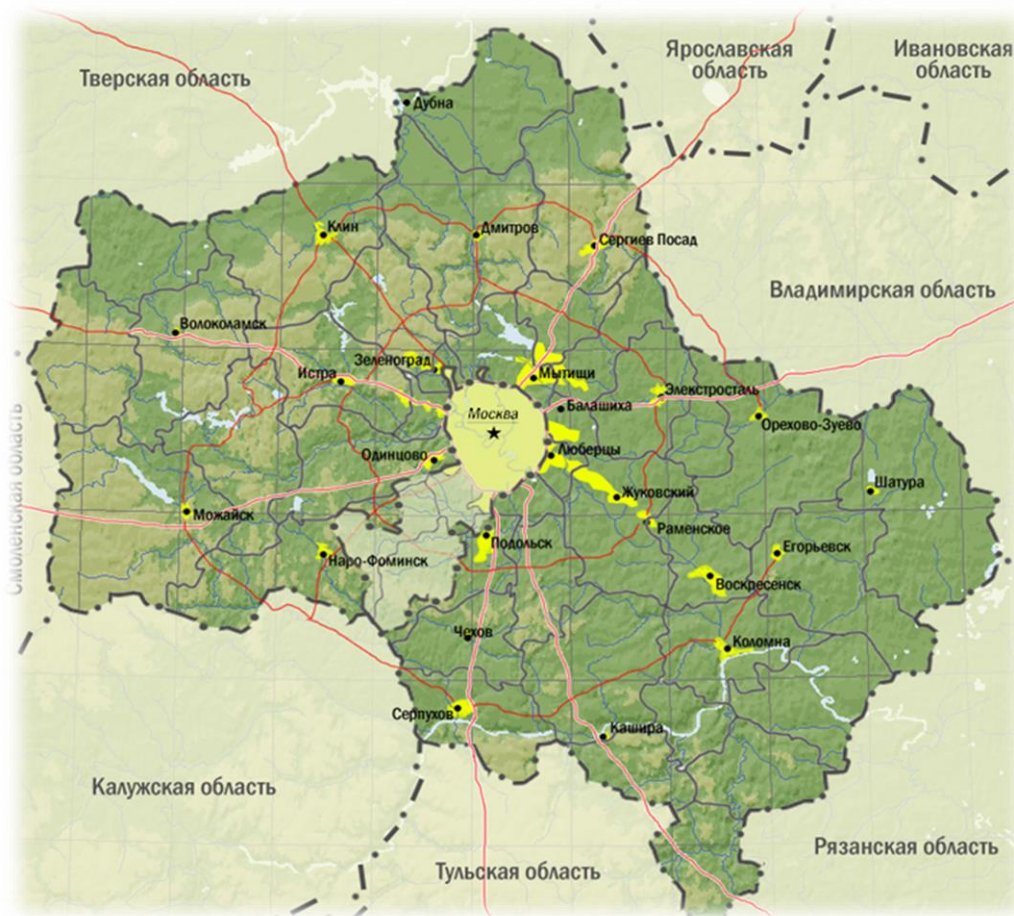 Ярославская
область
Ивановская
область
Тверская область
Дубна
Клин
Дмитров
Сергиев Посад
Владимирская область
Волоколамск
Зеленоград
Истра
Мытищи
Элекстросталь
Москва
Балашиха
Орехово-Зуево
Люберцы
Одинцово
Смоленская область
Шатура
Жуковский
Можайск
Раменское
Подольск
Егорьевск
Наро-Фоминск
Воскресенск
Чехов
Коломна
Серпухов
Кашира
Калужская область
Рязанская область
Тульская область